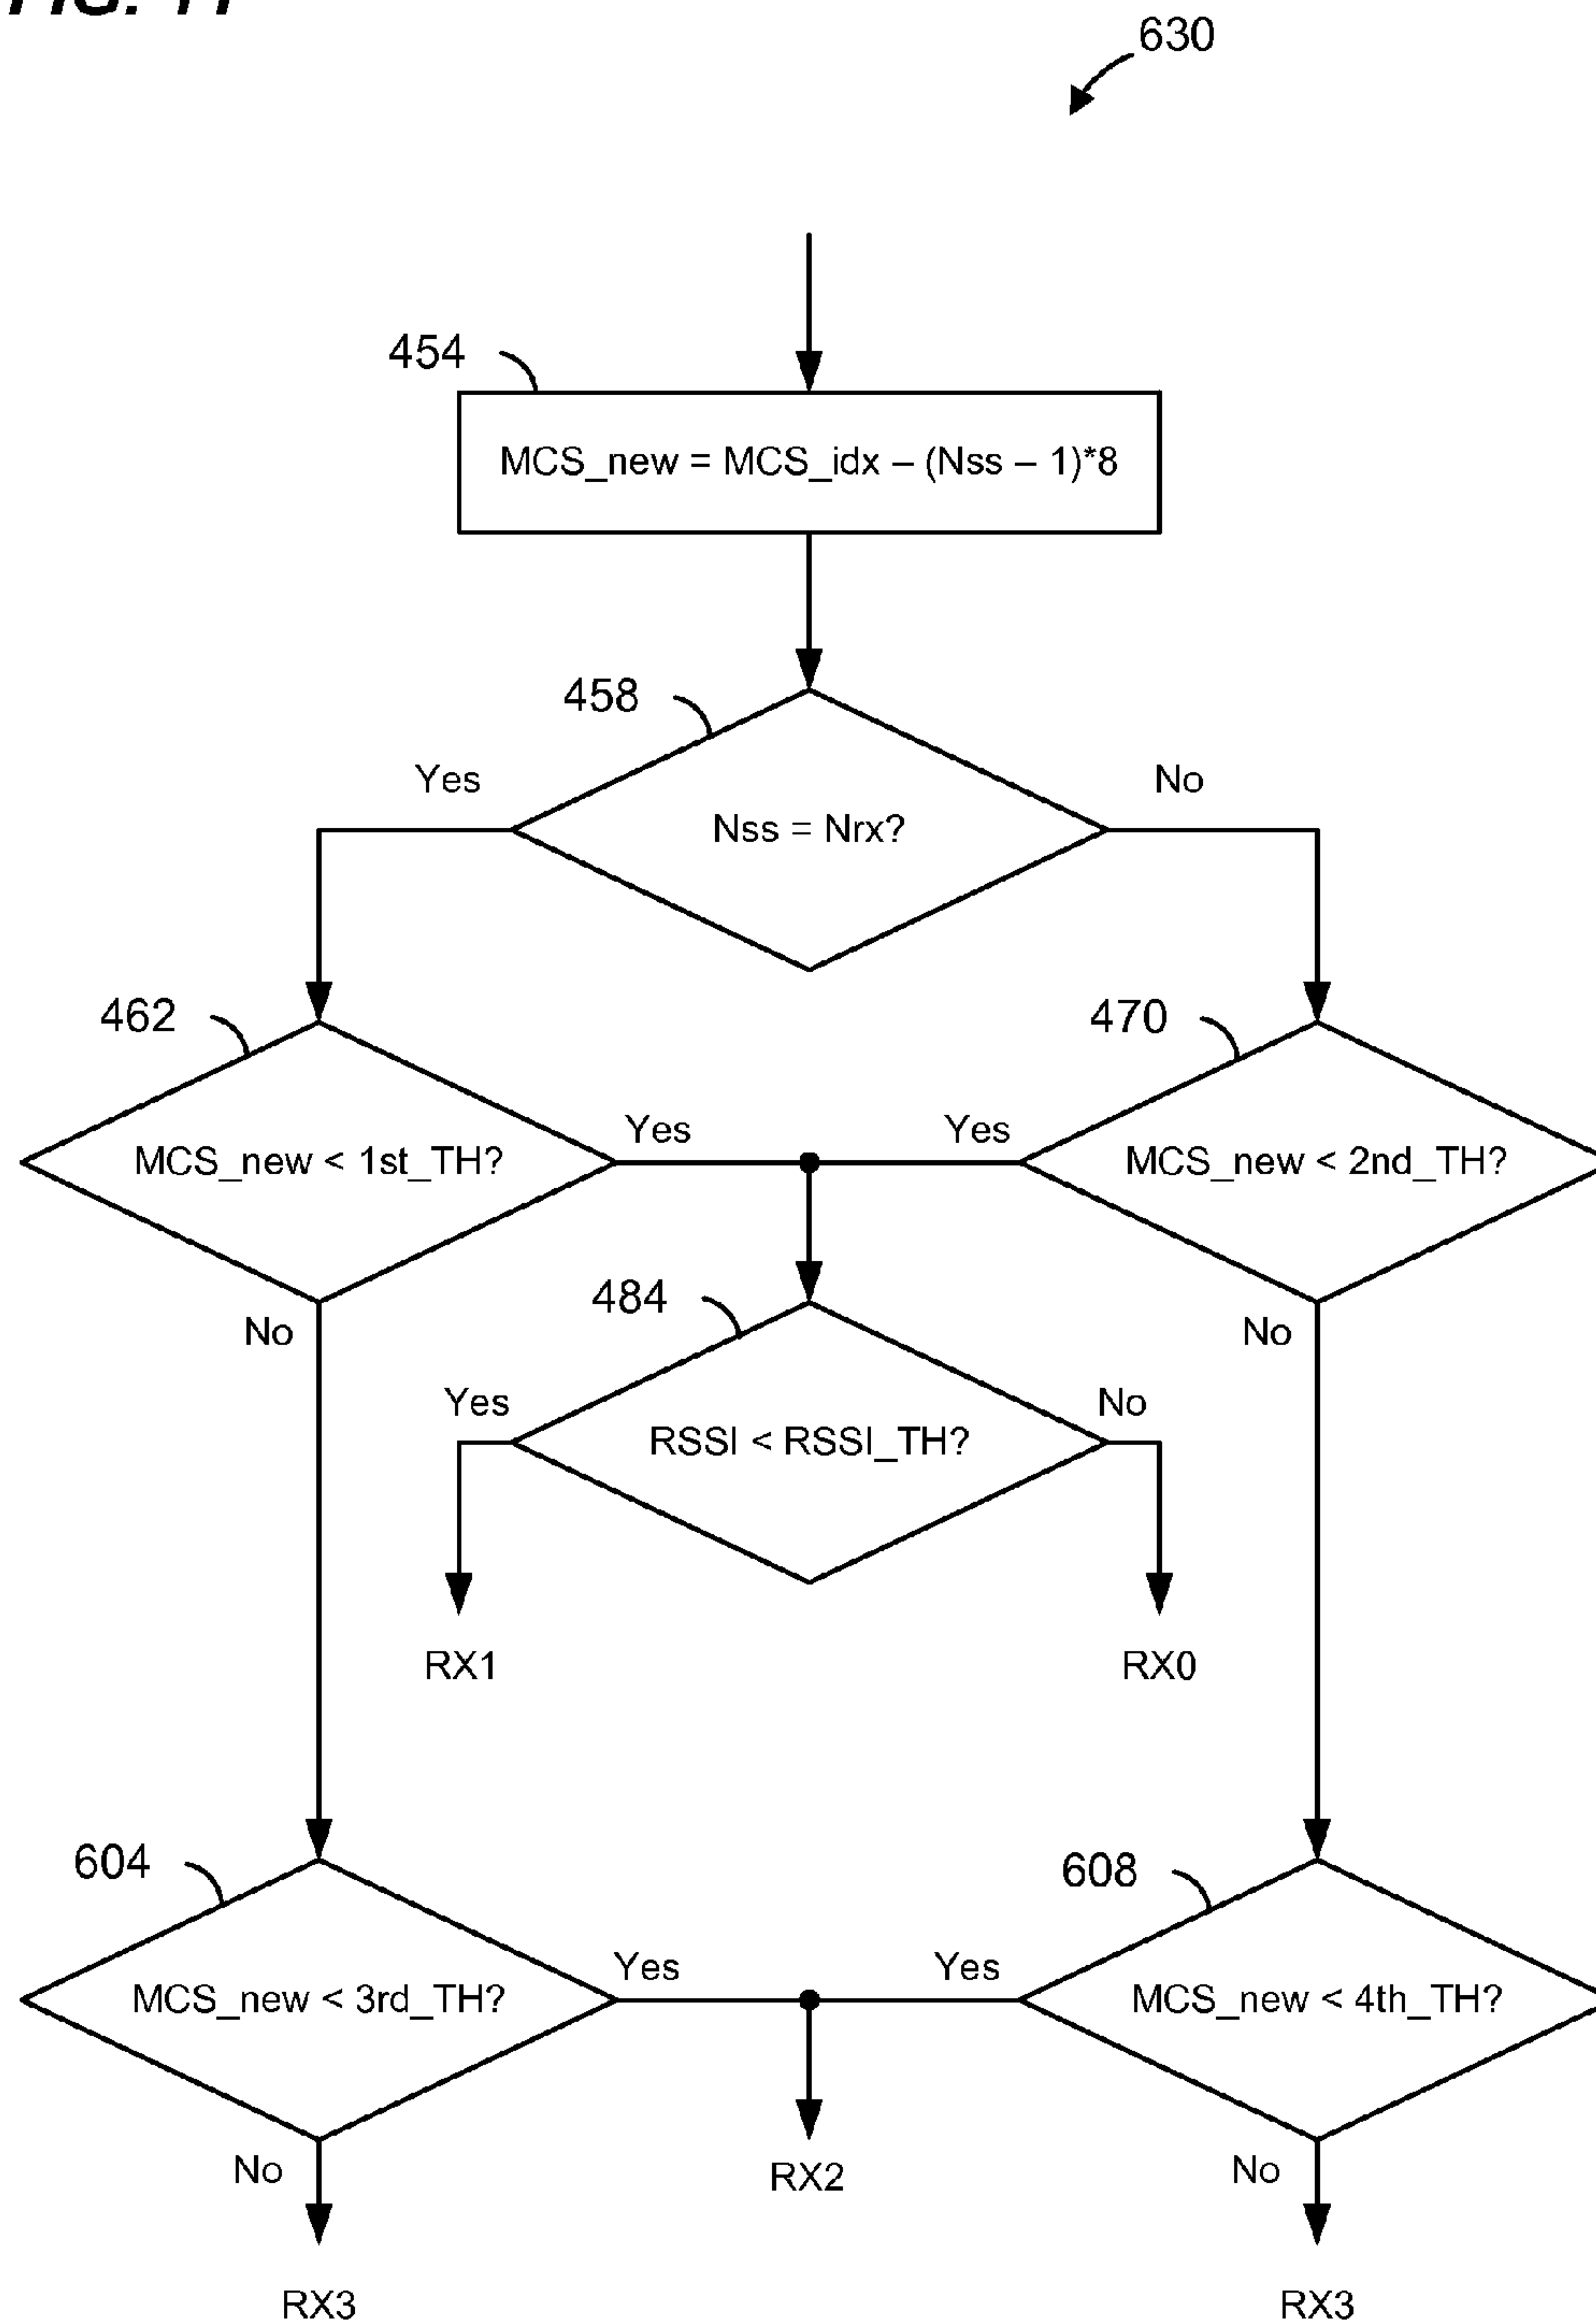 FIG. 11
630
454
MCS_new = MCS_idx – (Nss – 1)*8
458
Yes
No
Nss = Nrx?
462
470
MCS_new < 1st_TH?
Yes
Yes
MCS_new < 2nd_TH?
No
484
No
Yes
No
RSSI < RSSI_TH?
RX1
RX0
604
608
MCS_new < 3rd_TH?
Yes
Yes
MCS_new < 4th_TH?
No
RX2
No
RX3
RX3